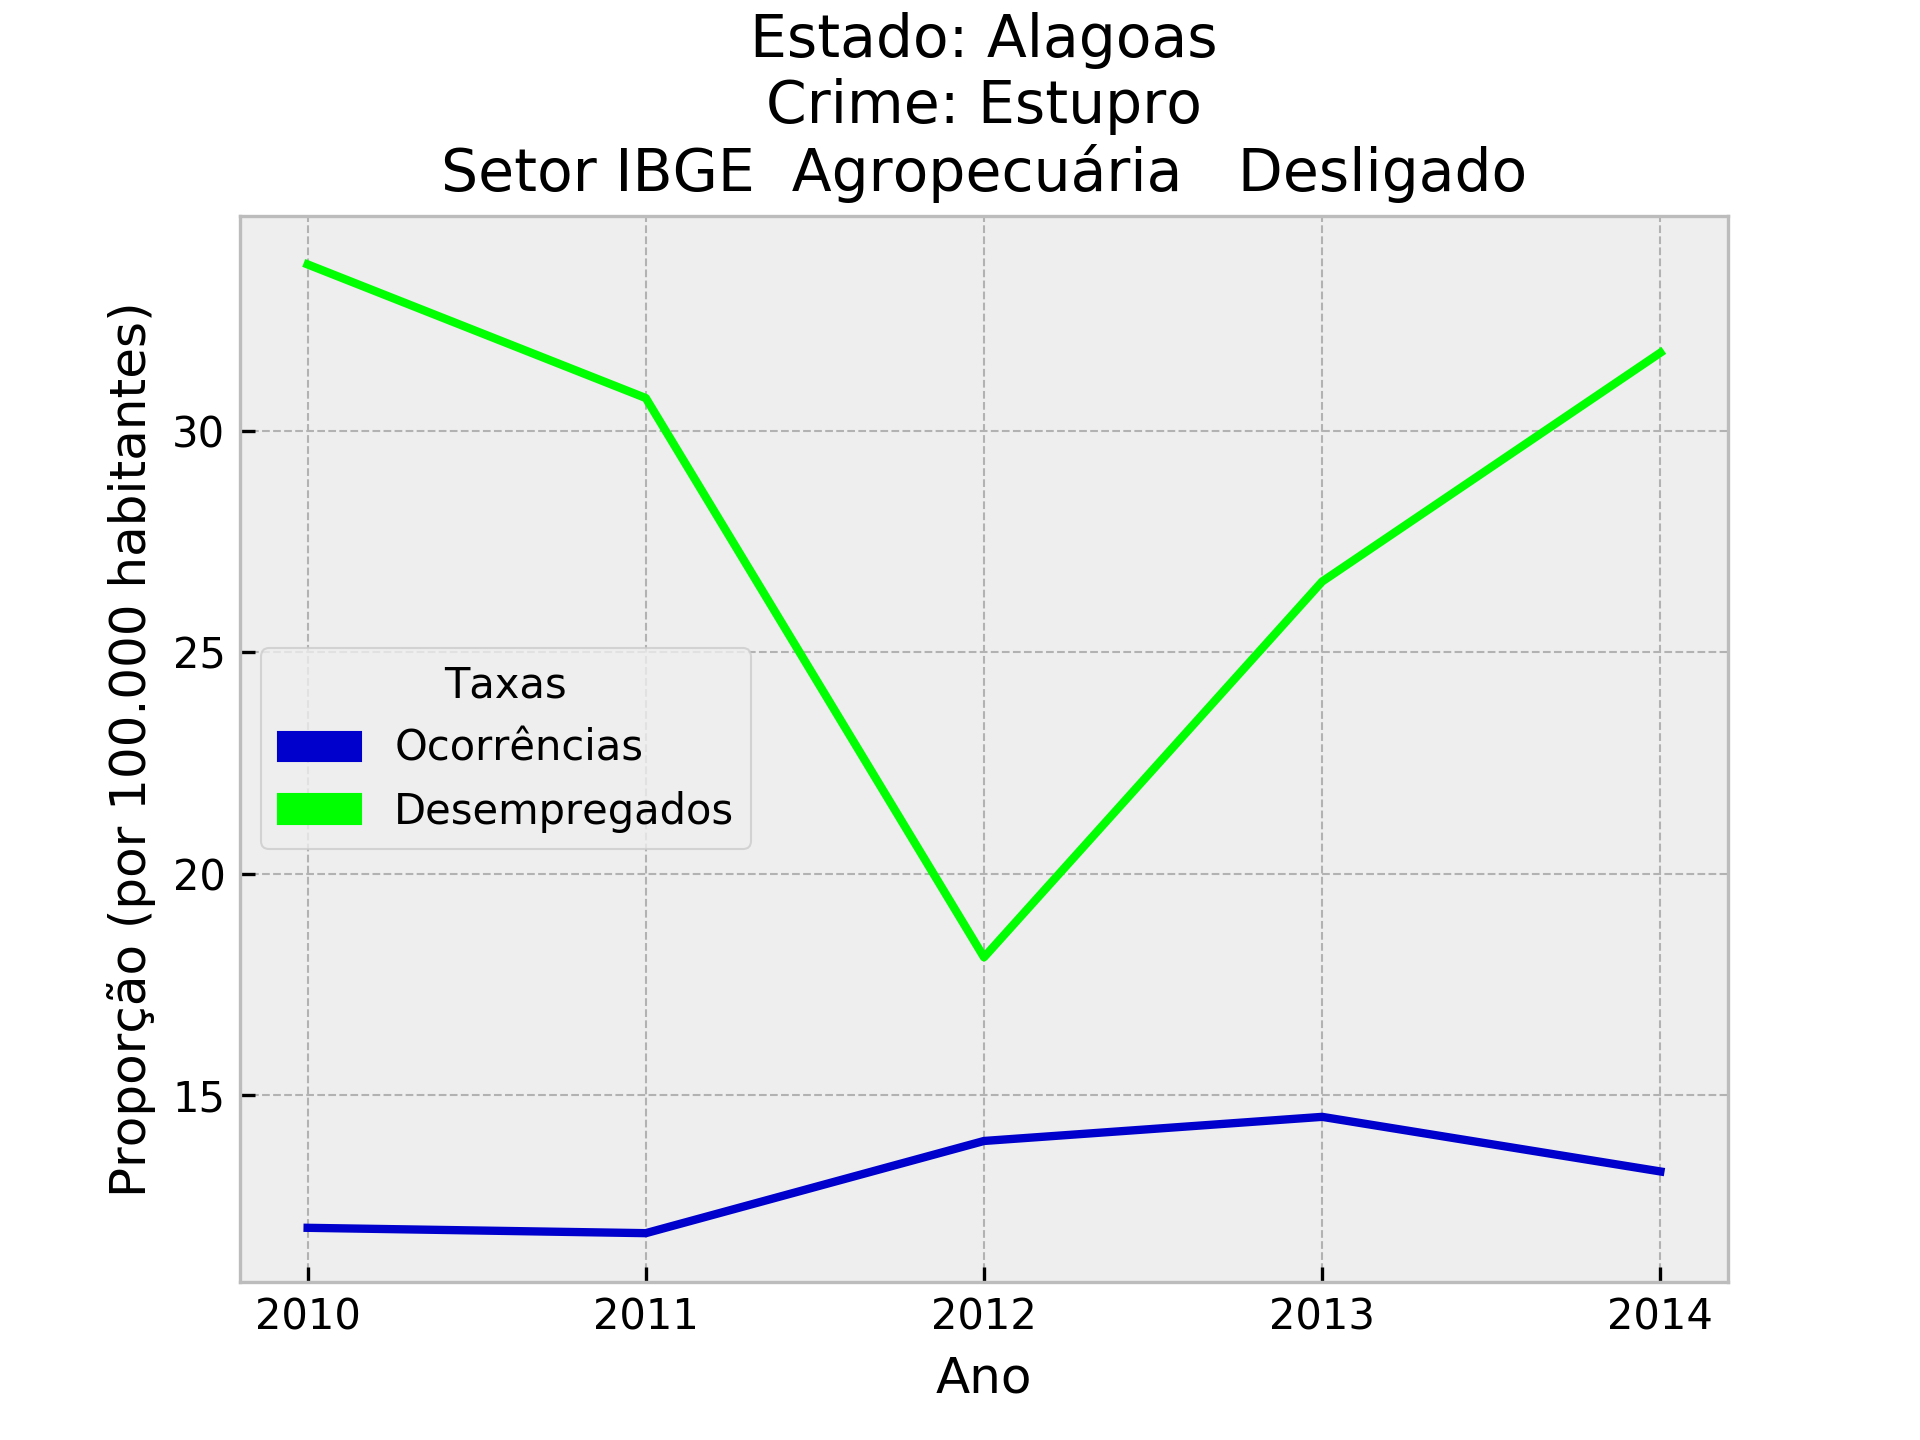 Estado: Alagoas
Crime: Estupro
Setor IBGE  Agropecuária   Desligado
Proporção (por 100.000 habitantes)
30
25
20
15
Taxas
Ocorrências
Desempregados
2010 2011 2012 2013 2014
Ano